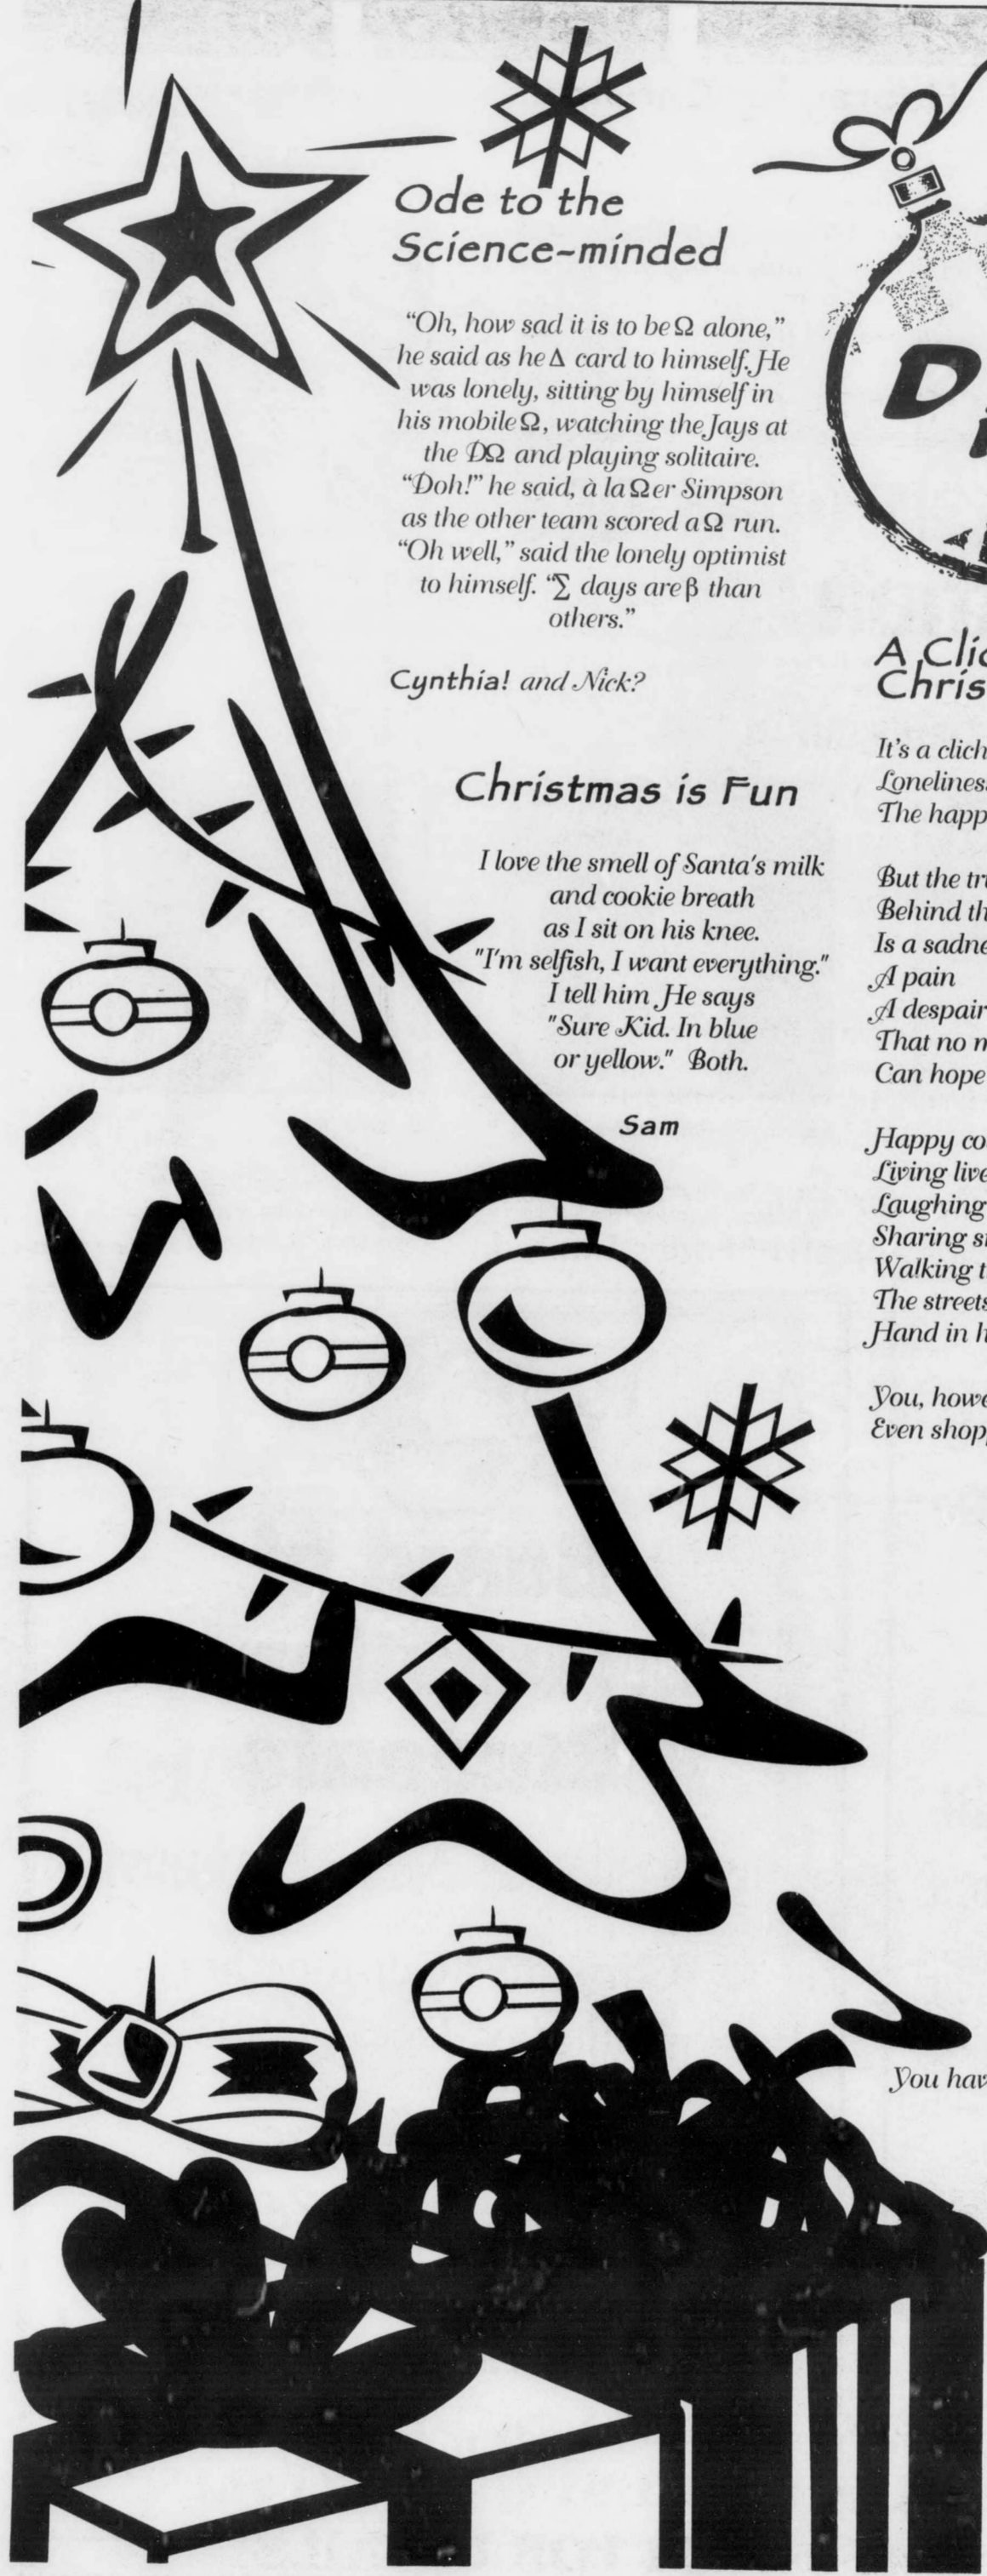 Ode to the
Science-minded
“Oh, how sad it is to be Ω alone,”
he said as he Δ card to himself. He
was lonely, sitting by himself in
his mobile Ω, watching the Jays at
the DΩ and playing solitaire.
“Doh!” he said, à la Ωer Simpson
as the other team scored a Ω run.
“Oh well,” said the lonely optimist
to himself. “Σ days are β than
others.”
Cynthia! and Nick?
Christmas is Fun
I love the smell of Santa's milk
and cookie breath
as I sit on his knee.
"I'm selfish, I want everything."
I tell him He says
"Sure Kid. In blue
or yellow." Both.
Sam
D
A Clic
Chris
It's a clich
Loneliness
The happ
But the tr
Behind th
Is a sadne
A pain
A despair
That no m
Can hope
Happy co
Living live
Laughing
Sharing s
Walking t
The streets
Hand in h
You, howe
Even shop
You hav